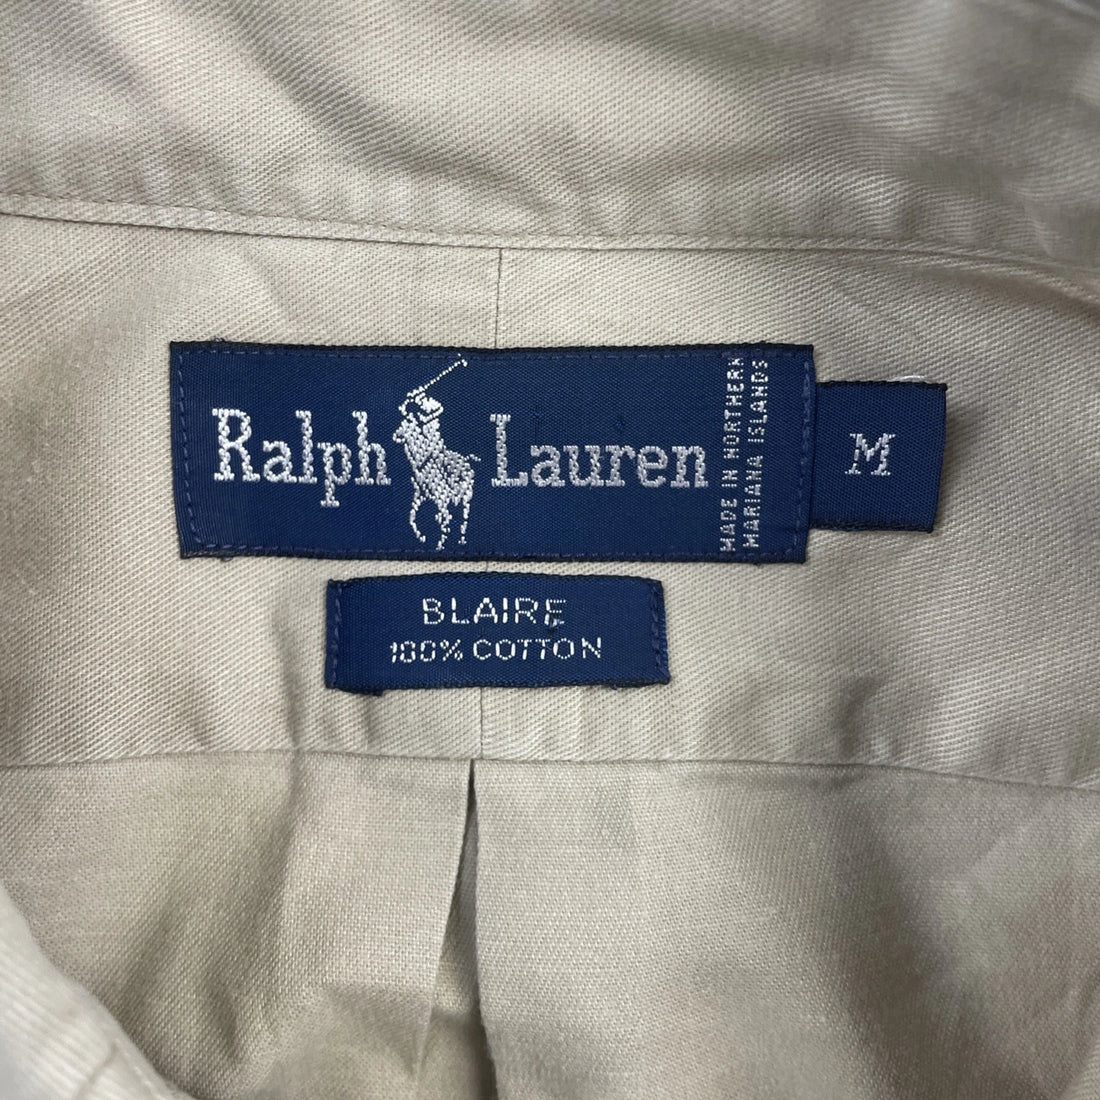 Ralph Lauren
MADE IN NORTHERN
MARIANA ISLANDS
M
BLAIRE
100% COTTON